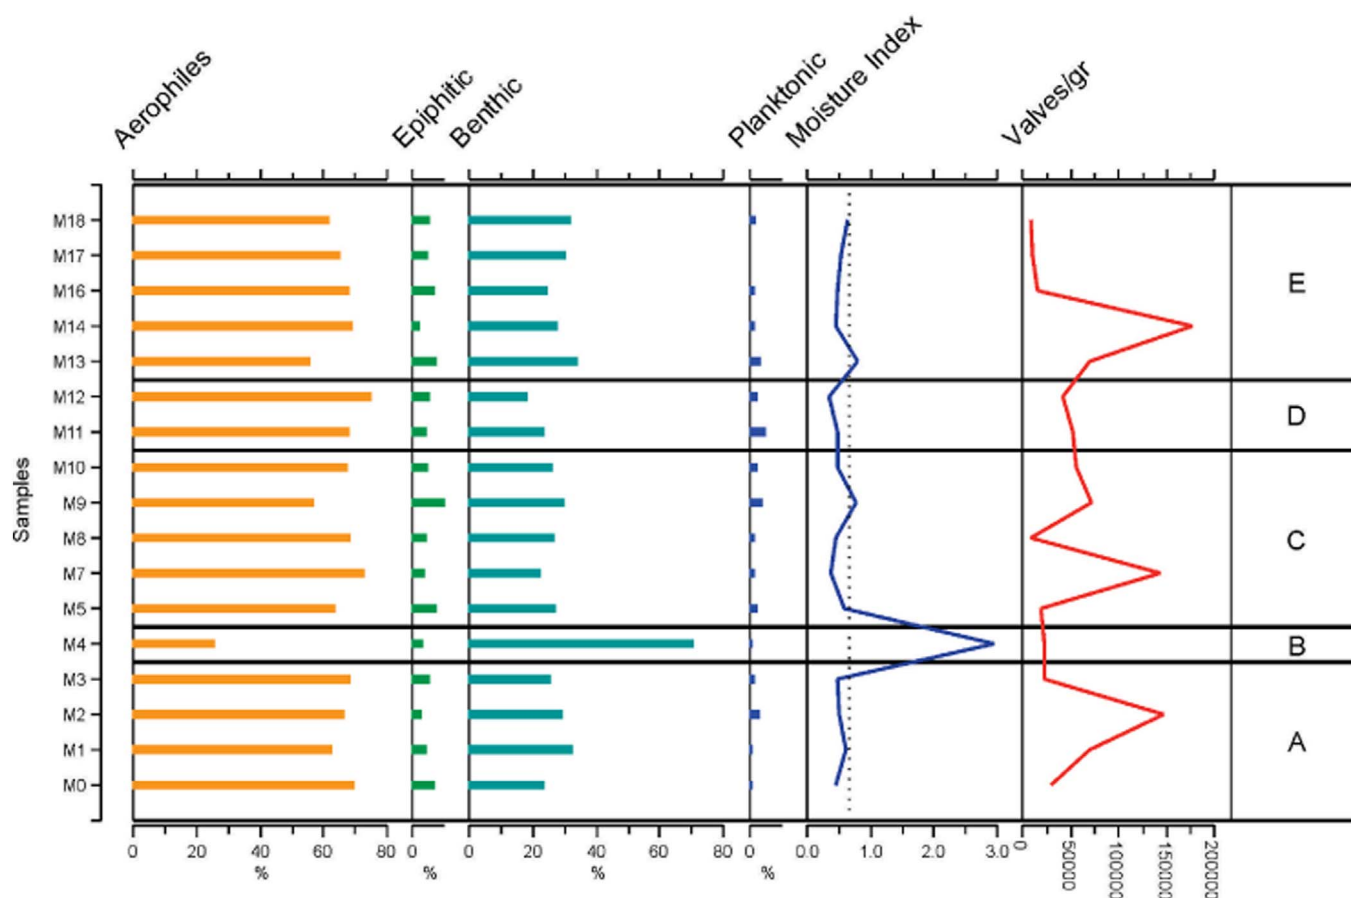 Aerophiles
Epiphitic
Benthic
Planktonic
Moisture Index
Valves/gr
Samples
M18
M17
M16
M14
M13
M12
M11
M10
M9
M8
M7
M5
M4
M3
M2
M1
M0
E
D
C
B
A
0 20 40 60 80 0 0 20 40 60 80 0 0.0 1.0 2.0 3.0 0 50000 100000 150000 200000
% % % %